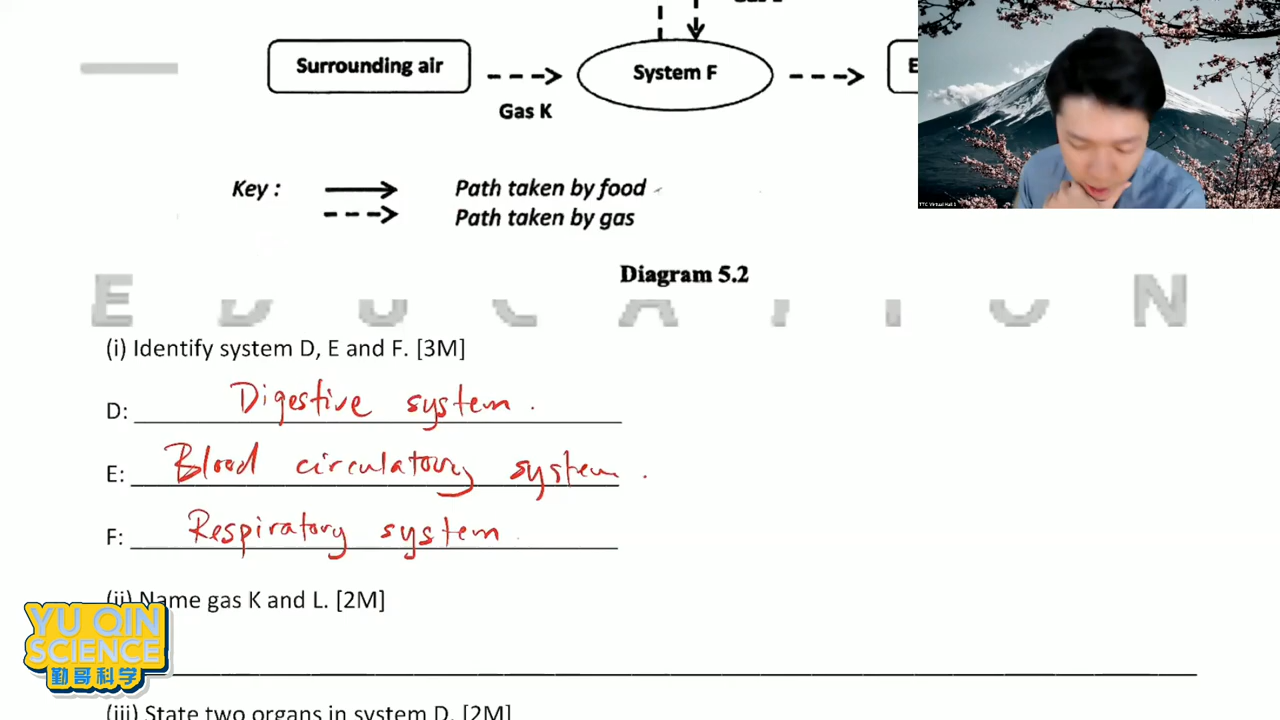 Surrounding air
System F
E
Gas K
Key :
Path taken by food
Path taken by gas
Diagram 5.2
EDUCATION
(i) Identify system D, E and F. [3M]
D: Digestive system.
E: Blood circulatory system.
F: Respiratory system
(ii) Name gas K and L. [2M]
YU QIN
SCIENCE
勤哥科学
(iii) State two organs in system D. [2M]